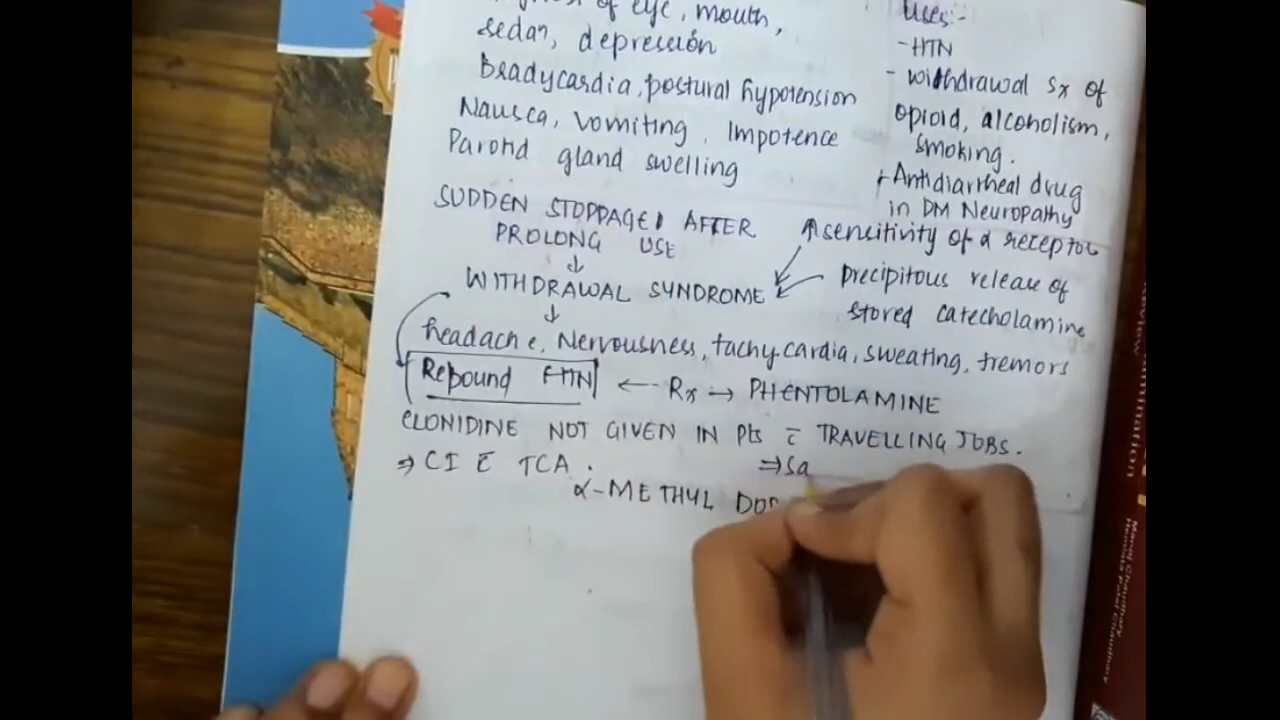 of eye, mouth,
sedan, depression
Bradycardia, postural hypotension
Nausea, vomiting, Impotence
Parotid gland swelling
Uses:-
-HTN
- withdrawal Sx of
opioid, alcoholism,
smoking.
+ Antidiarrheal drug
in DM Neuropathy
SUDDEN STOPPAGE AFTER
PROLONG USE
↓
WITHDRAWAL SYNDROME
↑ sensitivity of α receptor
precipitous release of
stored catecholamine
↓
headache, Nervousness, tachycardia, sweating, tremors
Rebound HTN ← Rx → PHENTOLAMINE
CLONIDINE NOT GIVEN IN Pts c̄ TRAVELLING JOBS.
⇒ CI c̄ TCA.
⇒ Sa
α-METHYL DOP
Manoj Chaudhary